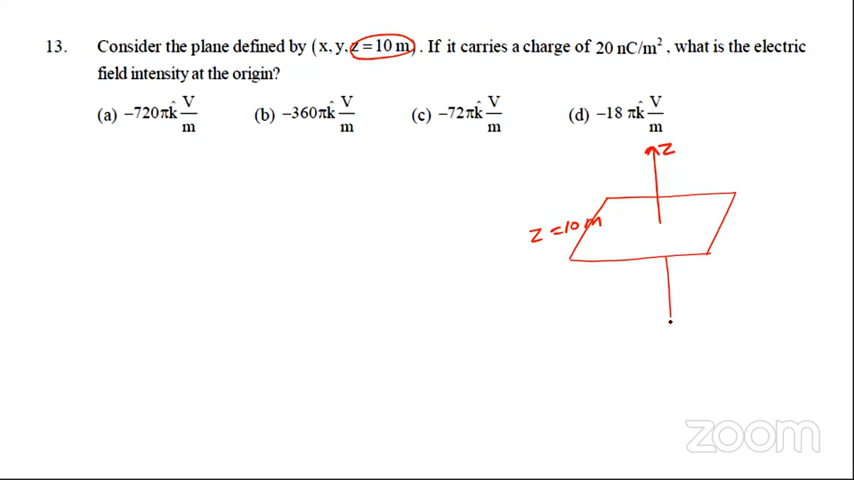 13. Consider the plane defined by (x, y, z = 10 m) . If it carries a charge of 20 nC/m², what is the electric
field intensity at the origin?
(a) −720πk̂ V/m (b) −360πk̂ V/m (c) −72πk̂ V/m (d) −18 πk̂ V/m
z
z = 10 m
zoom